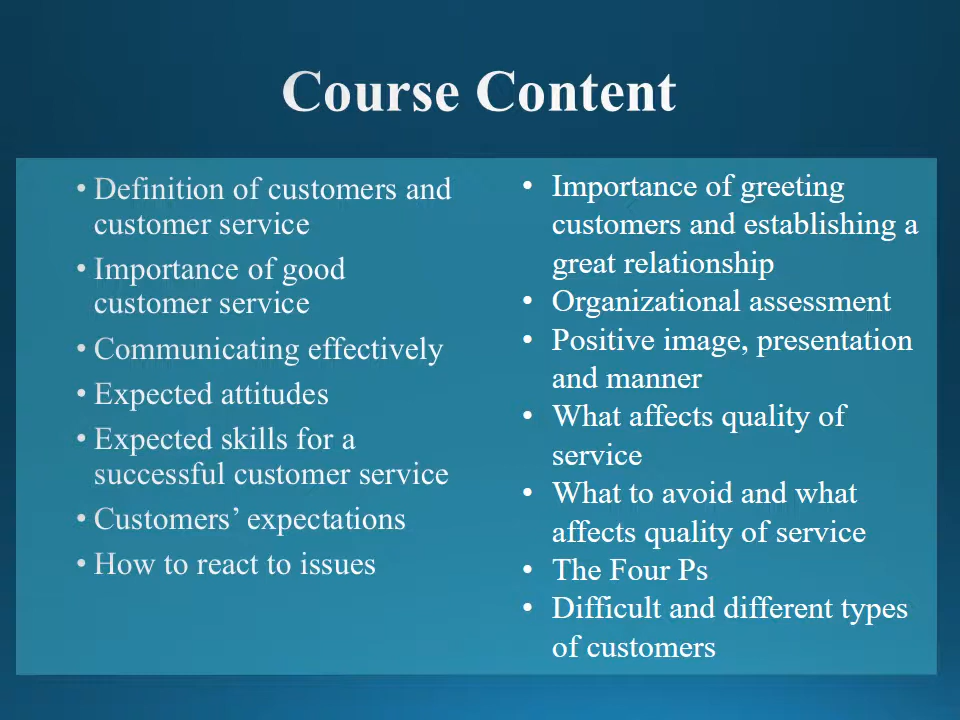 Course Content
• Definition of customers and
customer service
• Importance of good
customer service
• Communicating effectively
• Expected attitudes
• Expected skills for a
successful customer service
• Customers’ expectations
• How to react to issues
• Importance of greeting
customers and establishing a
great relationship
• Organizational assessment
• Positive image, presentation
and manner
• What affects quality of
service
• What to avoid and what
affects quality of service
• The Four Ps
• Difficult and different types
of customers